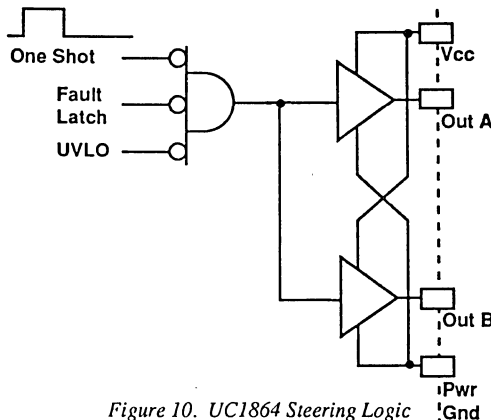 One Shot
Fault
Latch
UVLO
Vcc
Out A
Out B
Pwr
Gnd
Figure 10. UC1864 Steering Logic